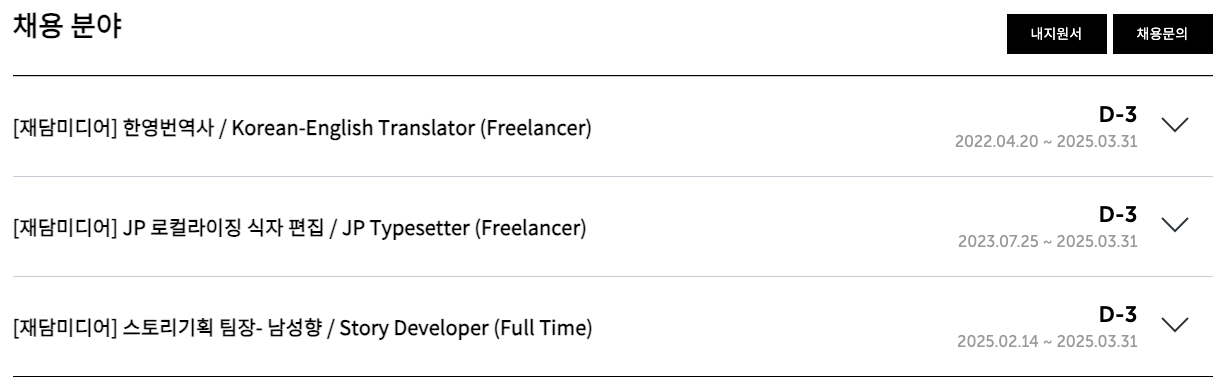 채용 분야
내지원서 채용문의
[재담미디어] 한영번역사 / Korean-English Translator (Freelancer)
D-3
2022.04.20 ~ 2025.03.31
[재담미디어] JP 로컬라이징 식자 편집 / JP Typesetter (Freelancer)
D-3
2023.07.25 ~ 2025.03.31
[재담미디어] 스토리기획 팀장- 남성향 / Story Developer (Full Time)
D-3
2025.02.14 ~ 2025.03.31